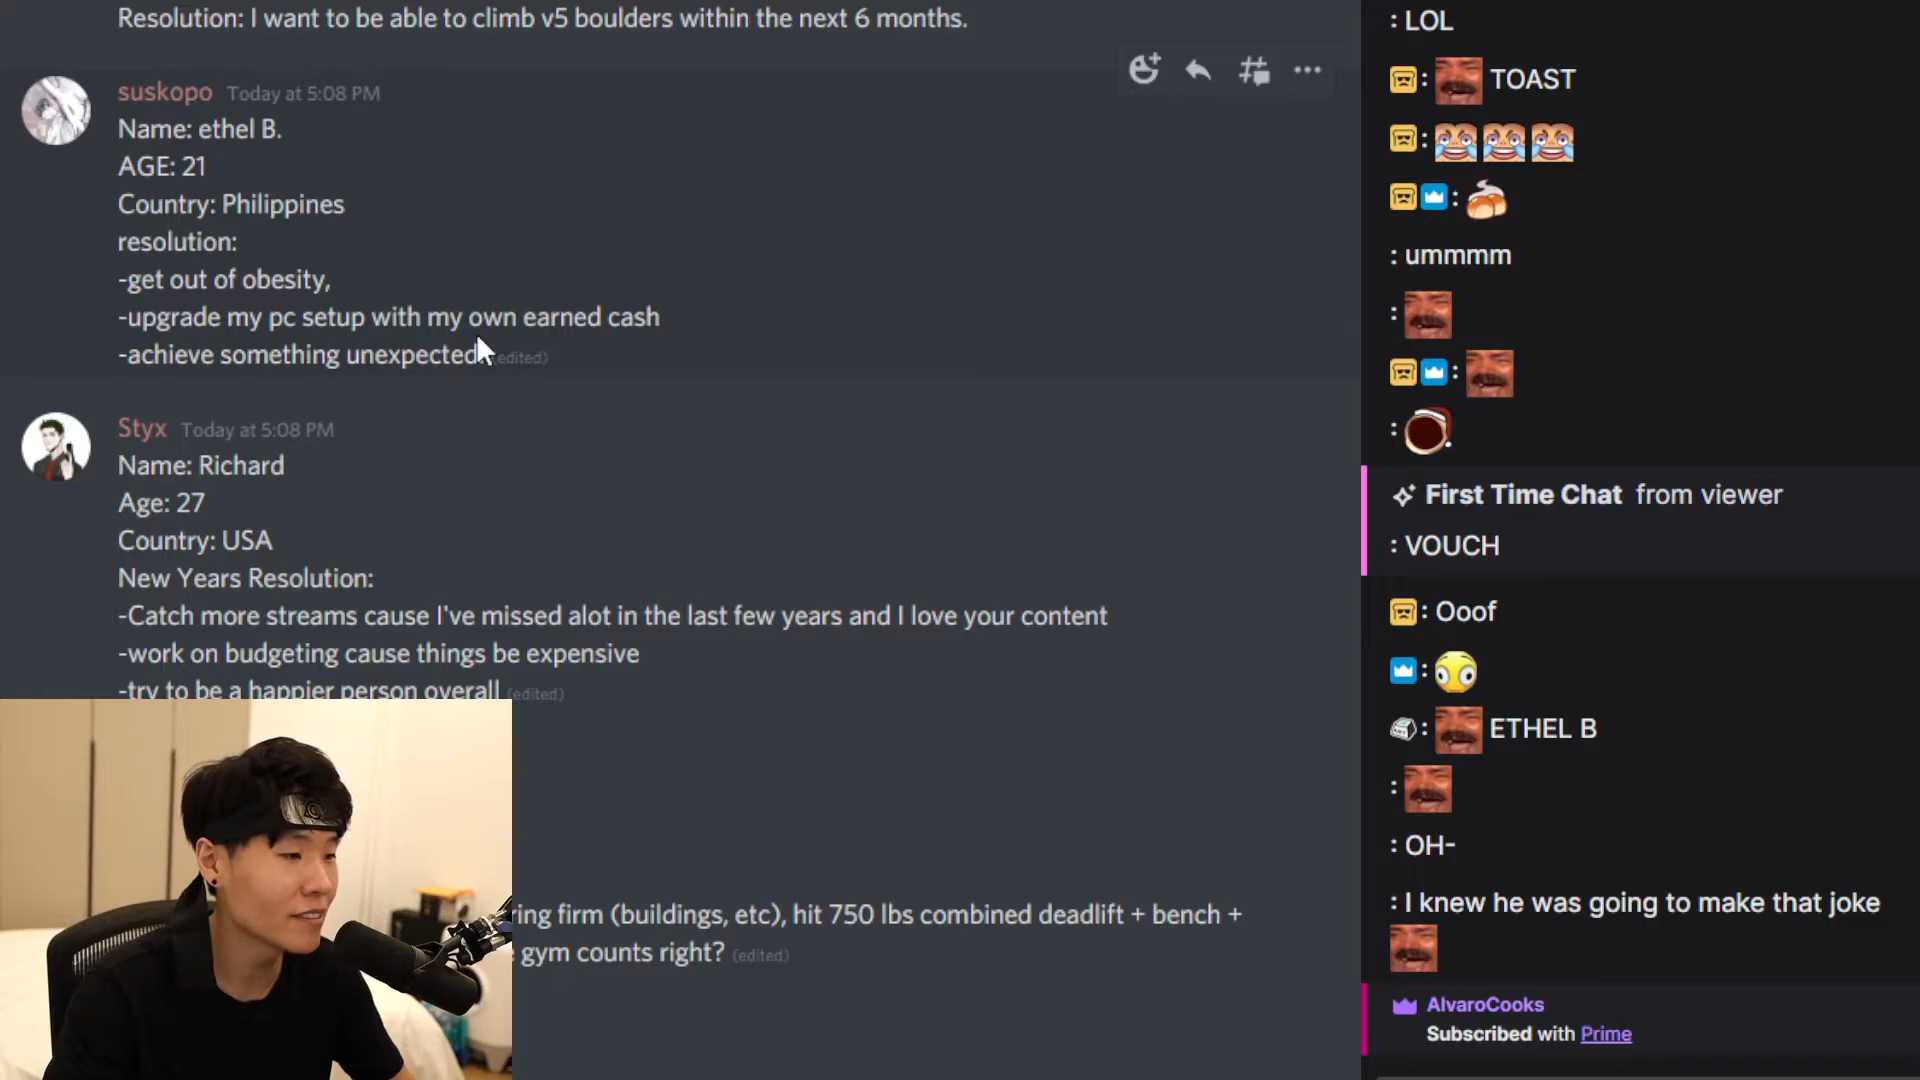 Resolution: I want to be able to climb v5 boulders within the next 6 months.
suskopo Today at 5:08 PM
Name: ethel B.
AGE: 21
Country: Philippines
resolution:
-get out of obesity,
-upgrade my pc setup with my own earned cash
-achieve something unexpected. (edited)
Styx Today at 5:08 PM
Name: Richard
Age: 27
Country: USA
New Years Resolution:
-Catch more streams cause I've missed alot in the last few years and I love your content
-work on budgeting cause things be expensive
-try to be a happier person overall (edited)
firm (buildings, etc), hit 750 lbs combined deadlift + bench +
gym counts right? (edited)
: LOL
: TOAST
:
:
: ummmm
:
:
:
First Time Chat from viewer
: VOUCH
: Ooof
:
: ETHEL B
:
: OH-
: I knew he was going to make that joke
AlvaroCooks
Subscribed with Prime